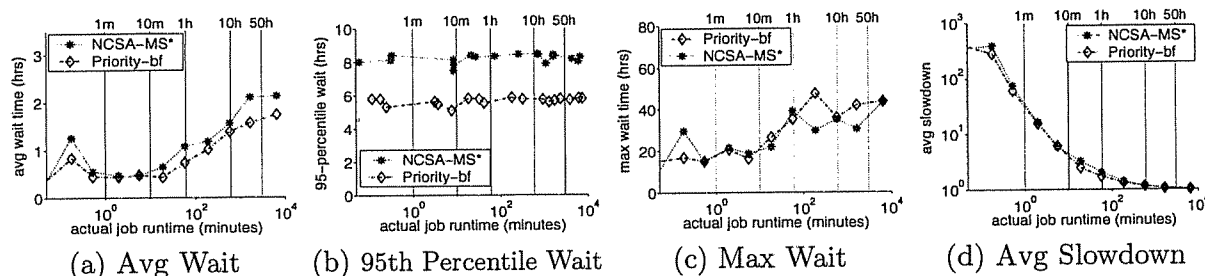 1m 10m 1h 10h 50h
avg wait time (hrs)
3
2
1
0
NCSA-MS*
Priority-bf
10^0 10^2 10^4
actual job runtime (minutes)
(a) Avg Wait
1m 10m 1h 10h 50h
95-percentile wait (hrs)
10
8
6
4
2
0
NCSA-MS*
Priority-bf
10^0 10^2 10^4
actual job runtime (minutes)
(b) 95th Percentile Wait
1m 10m 1h 10h 50h
max wait time (hrs)
80
60
40
20
0
Priority-bf
NCSA-MS*
10^0 10^2 10^4
actual job runtime (minutes)
(c) Max Wait
1m 10m 1h 10h 50h
avg slowdown
10^3
10^2
10^1
10^0
NCSA-MS*
Priority-bf
10^0 10^2 10^4
actual job runtime (minutes)
(d) Avg Slowdown